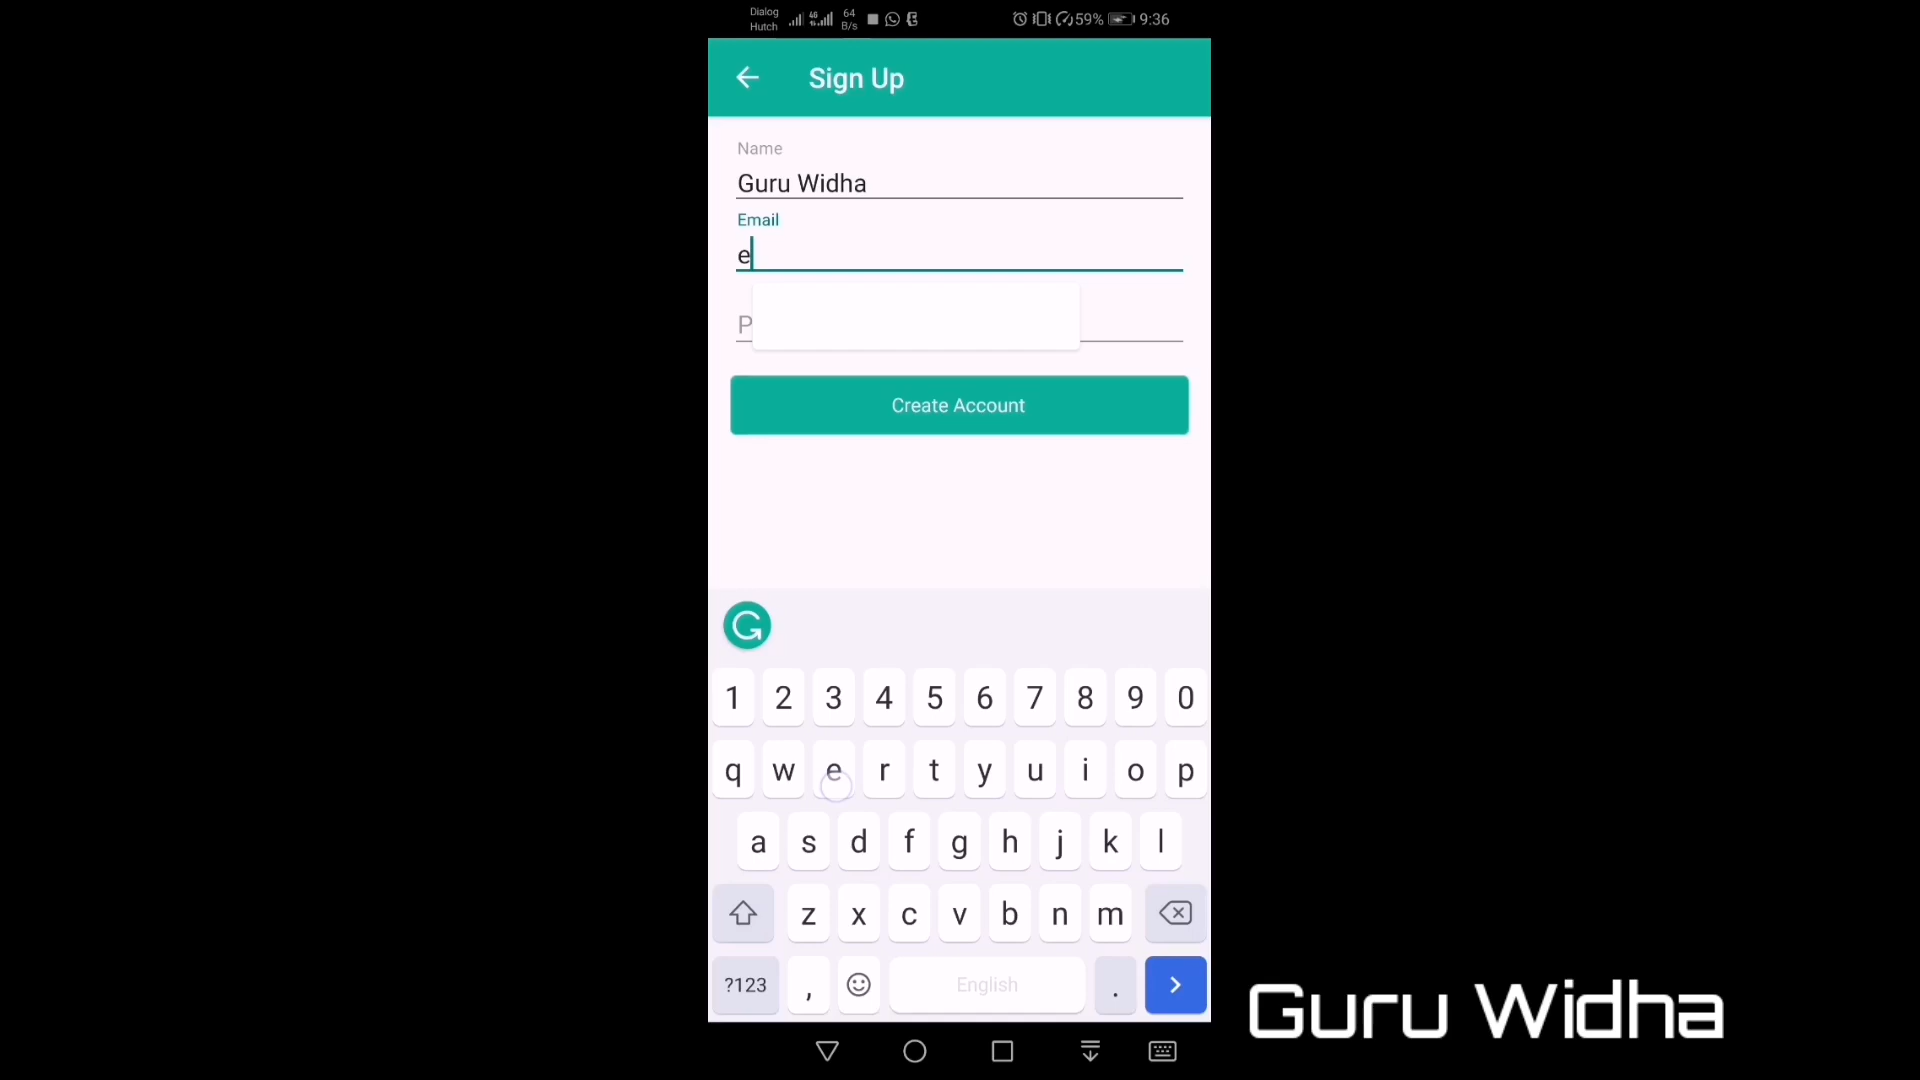 Dialog
Hutch
4G
64
B/s
59%
9:36
Sign Up
Name
Guru Widha
Email
e
P
Create Account
1 2 3 4 5 6 7 8 9 0
q w e r t y u i o p
a s d f g h j k l
z x c v b n m
?123 , English . 
Guru Widha